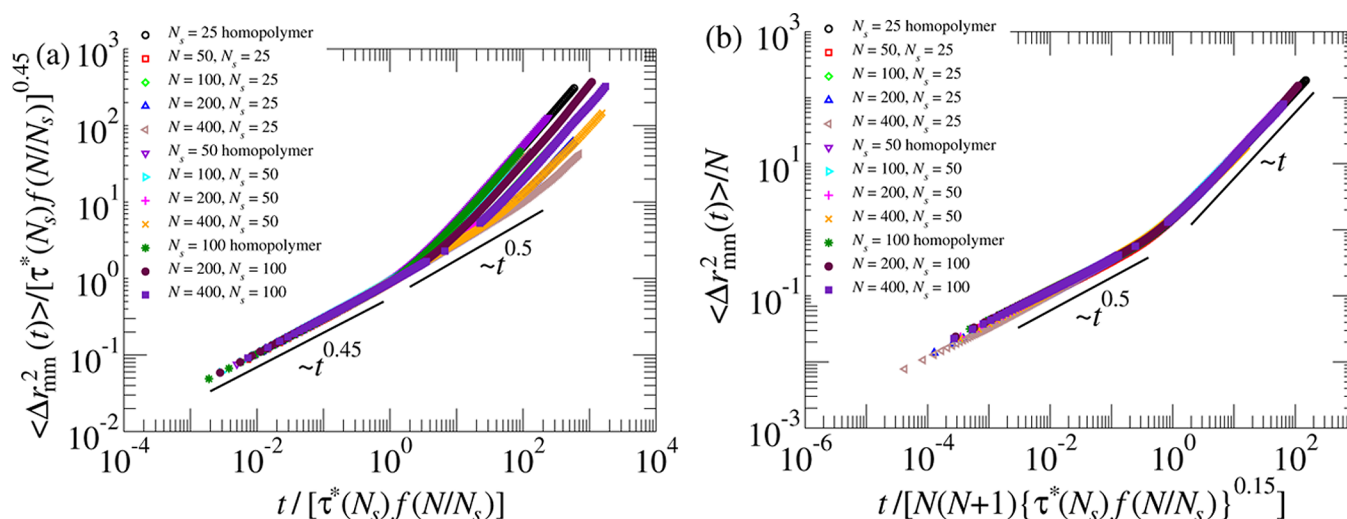 (a)
<Δr²mm(t)>/[τ*(Ns)f(N/Ns)]^0.45
10^3
10^2
10^1
10^0
10^-1
10^-2
Ns = 25 homopolymer
N = 50, Ns = 25
N = 100, Ns = 25
N = 200, Ns = 25
N = 400, Ns = 25
Ns = 50 homopolymer
N = 100, Ns = 50
N = 200, Ns = 50
N = 400, Ns = 50
Ns = 100 homopolymer
N = 200, Ns = 100
N = 400, Ns = 100
~t^0.5
~t^0.45
10^-4 10^-2 10^0 10^2 10^4
t / [τ*(Ns) f(N/Ns)]
(b)
<Δr²mm(t)>/N
10^3
10^1
10^-1
10^-3
Ns = 25 homopolymer
N = 50, Ns = 25
N = 100, Ns = 25
N = 200, Ns = 25
N = 400, Ns = 25
Ns = 50 homopolymer
N = 100, Ns = 50
N = 200, Ns = 50
N = 400, Ns = 50
Ns = 100 homopolymer
N = 200, Ns = 100
N = 400, Ns = 100
~t
~t^0.5
10^-6 10^-4 10^-2 10^0 10^2
t / [N(N+1){τ*(Ns) f(N/Ns)}^0.15]